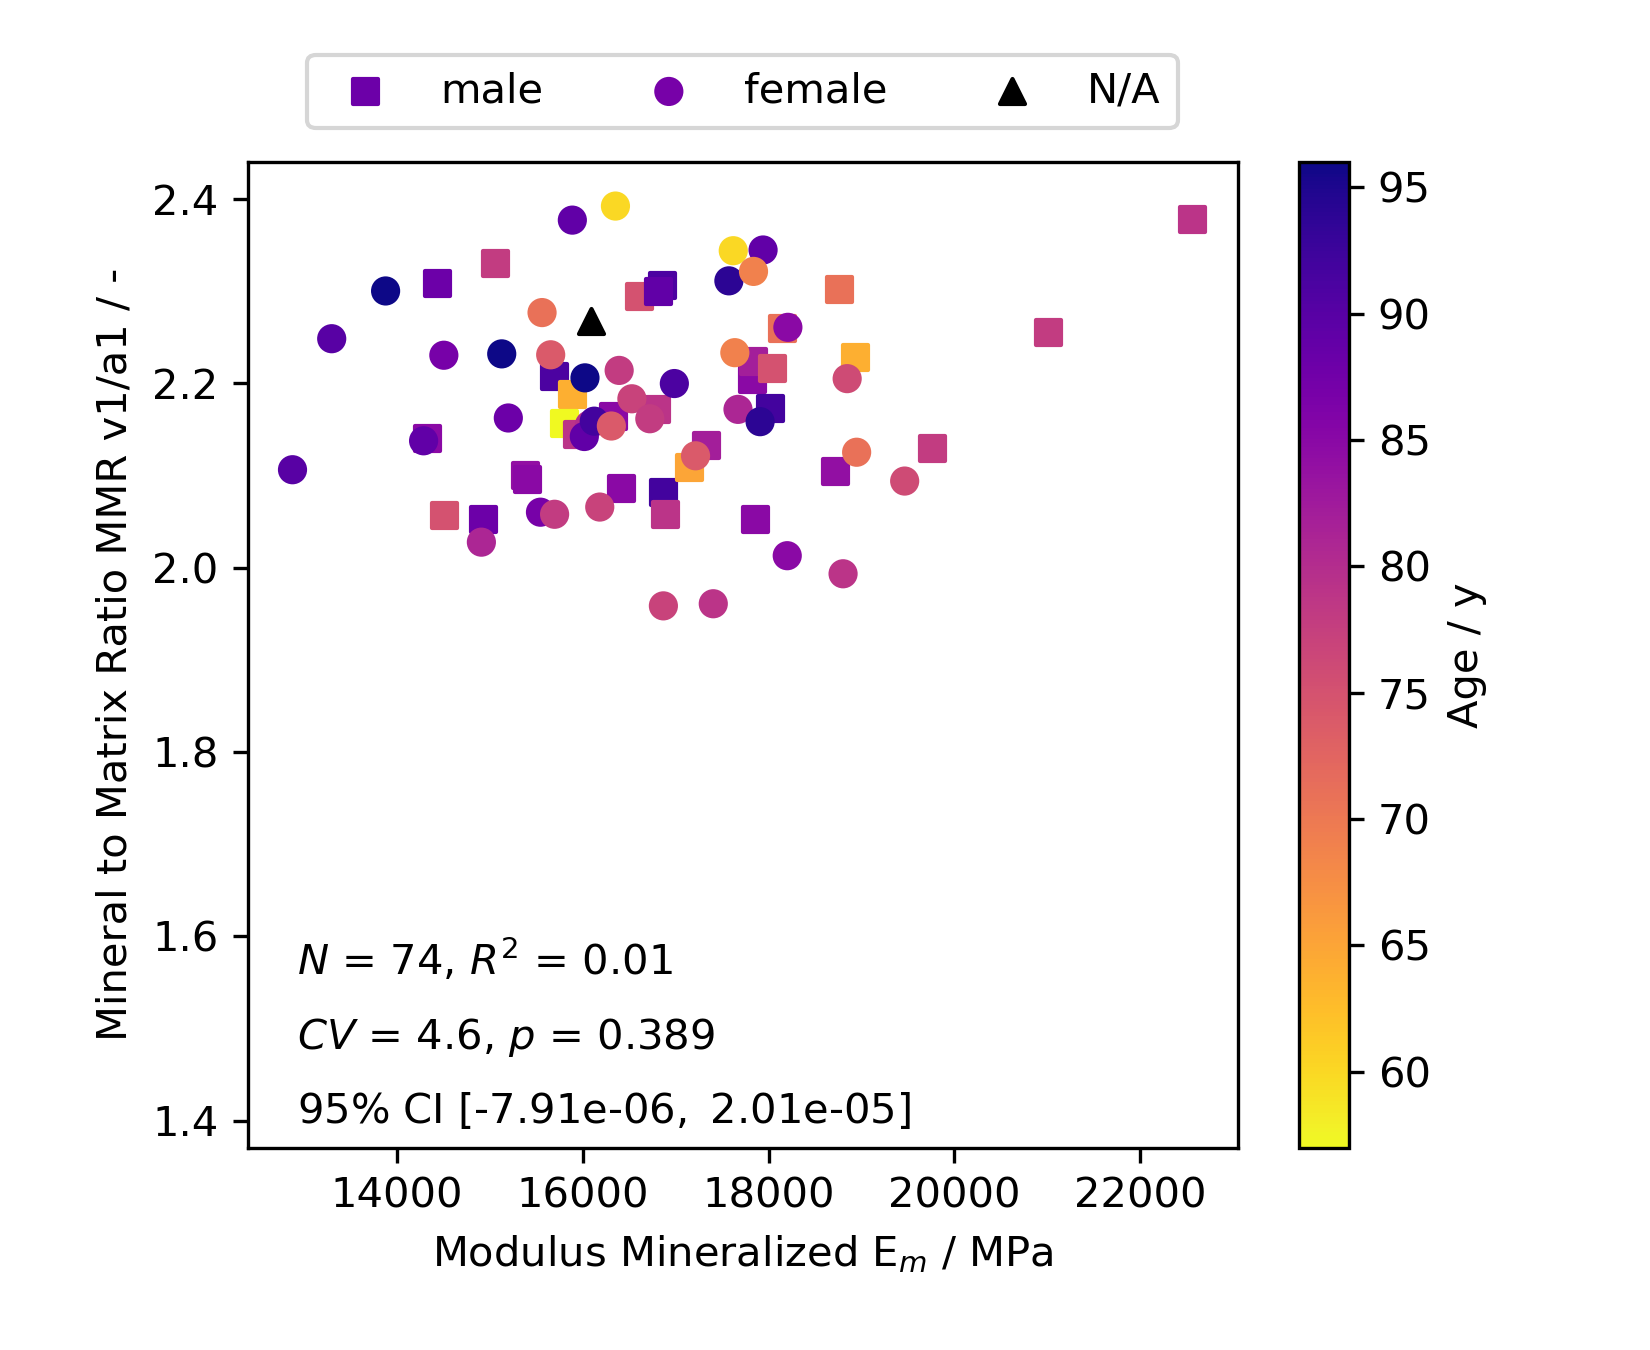 male female N/A
2.4
2.2
2.0
1.8
1.6
1.4
Mineral to Matrix Ratio MMR v1/a1 / -
N = 74, R² = 0.01
CV = 4.6, p = 0.389
95% CI [-7.91e-06, 2.01e-05]
14000 16000 18000 20000 22000
Modulus Mineralized Eₘ / MPa
95
90
85
80
75
70
65
60
Age / y